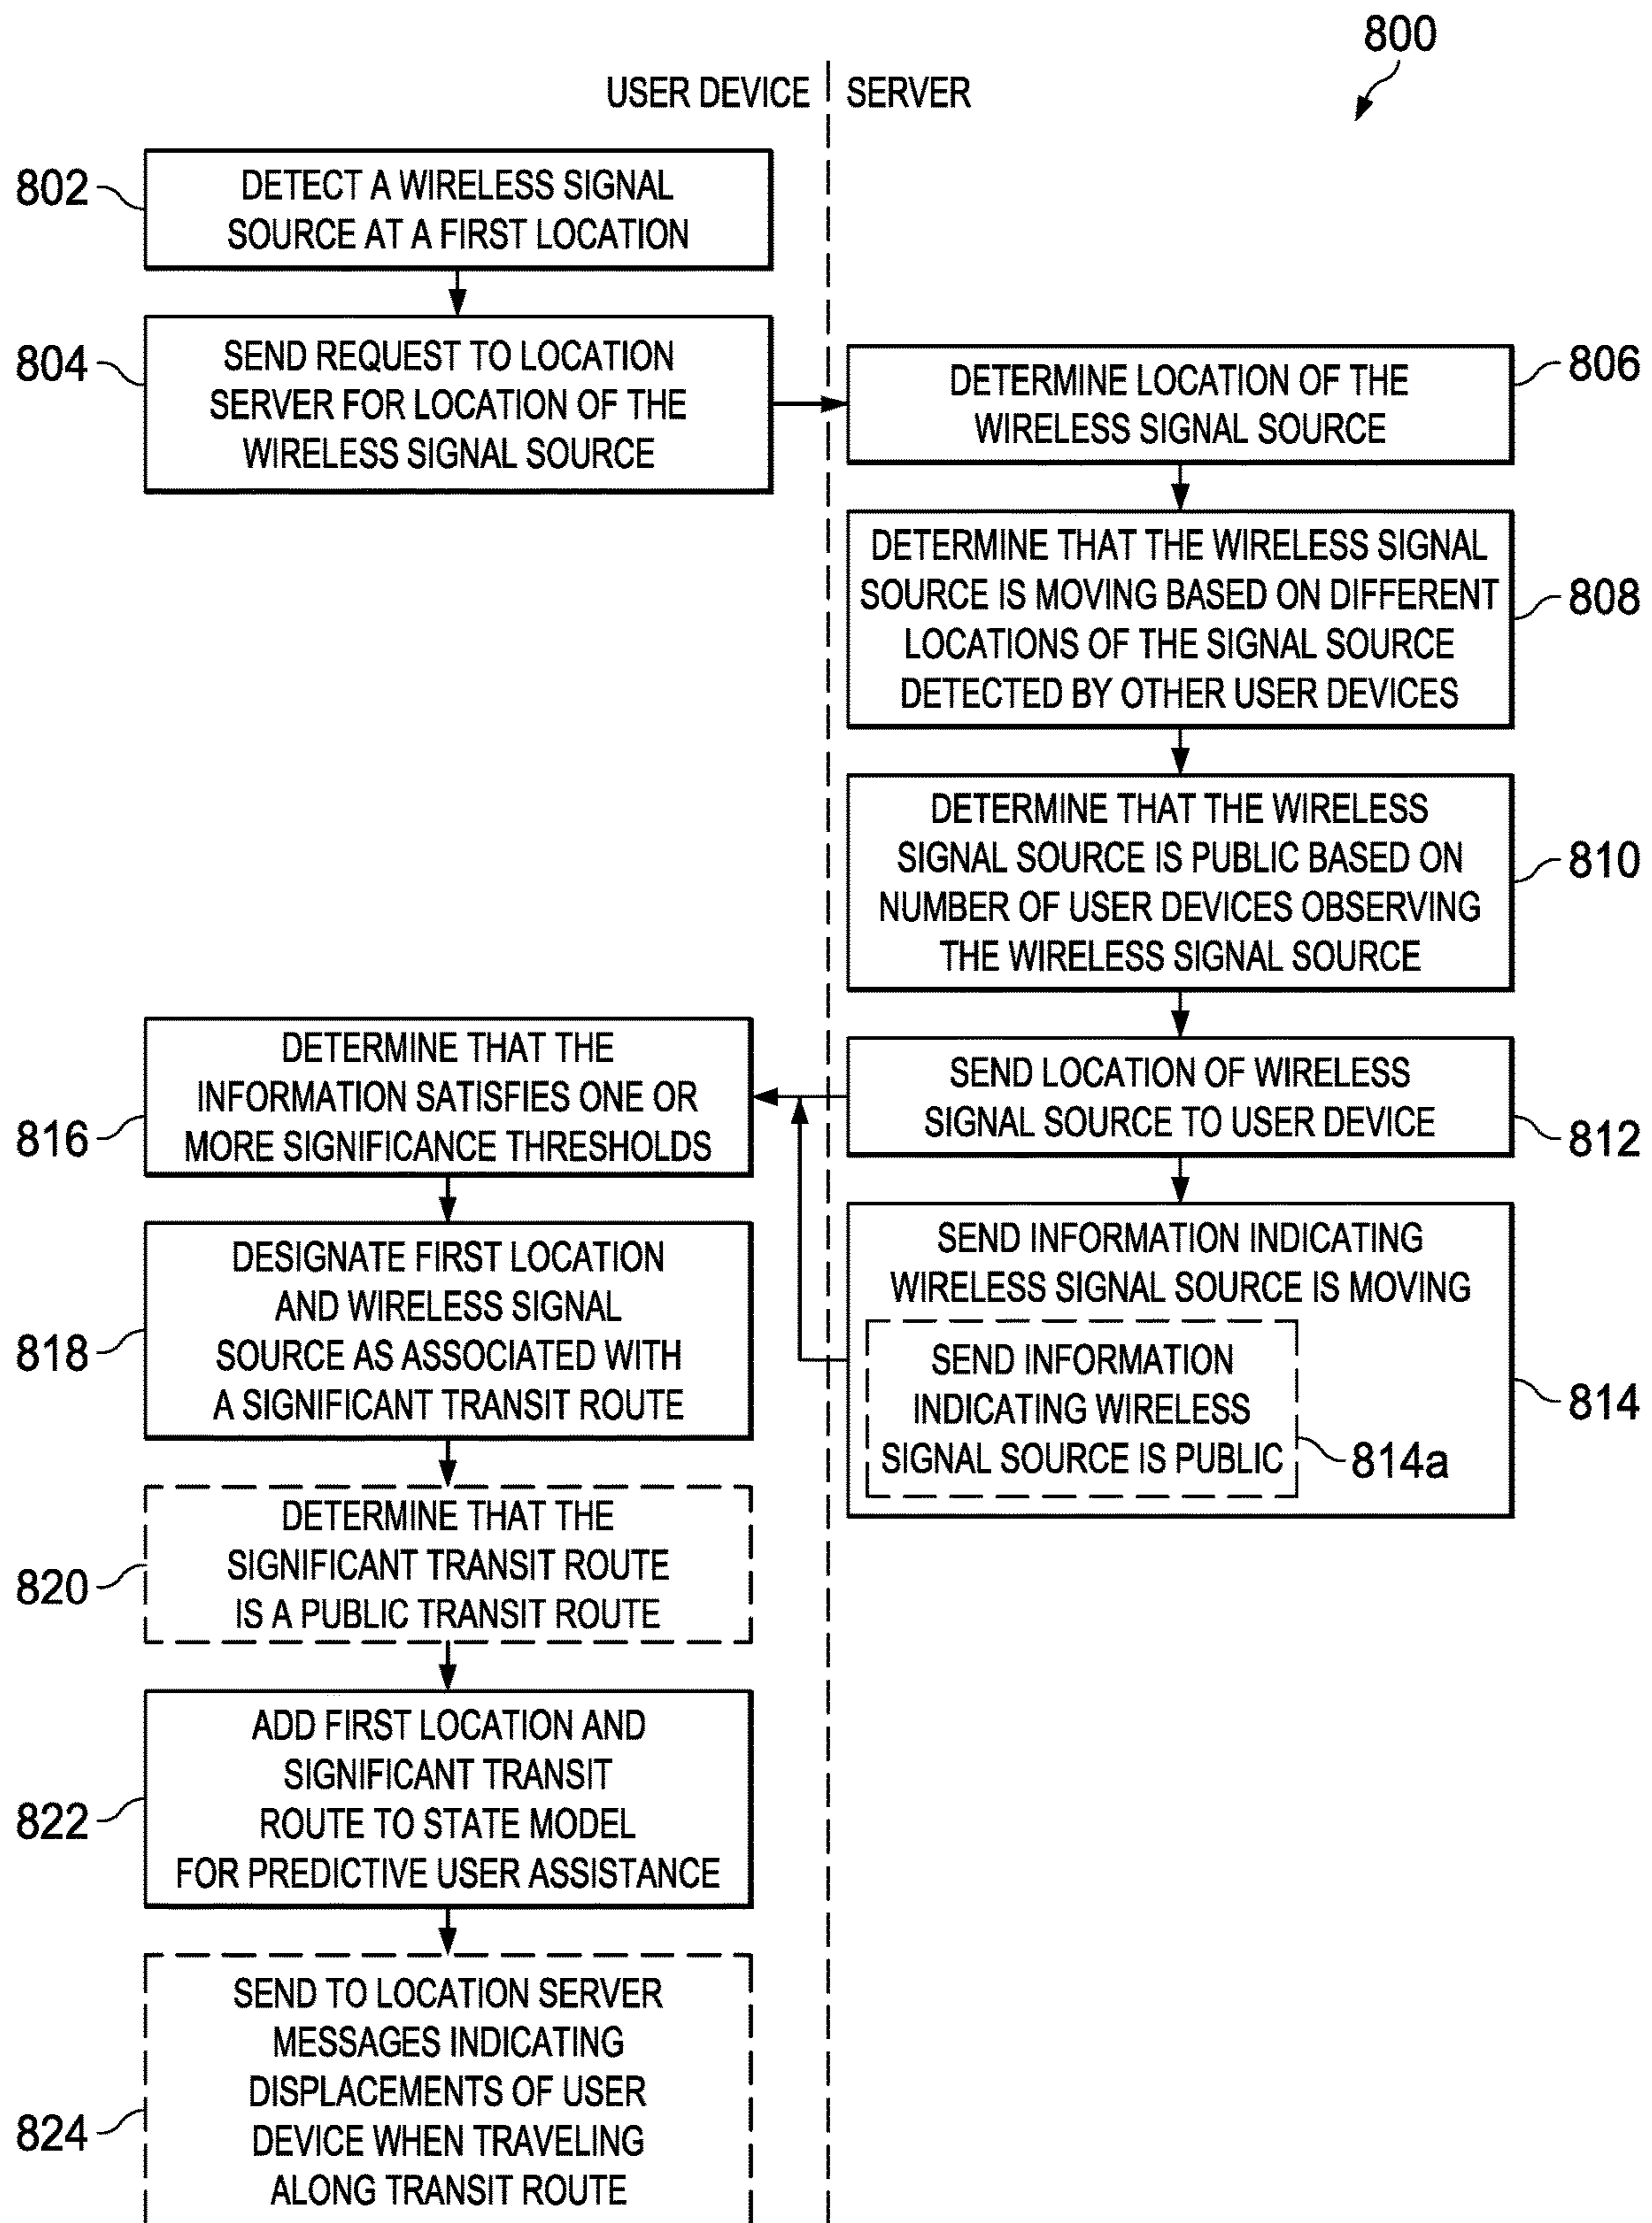 800
USER DEVICE
SERVER
802
DETECT A WIRELESS SIGNAL
SOURCE AT A FIRST LOCATION
804
SEND REQUEST TO LOCATION
SERVER FOR LOCATION OF THE
WIRELESS SIGNAL SOURCE
806
DETERMINE LOCATION OF THE
WIRELESS SIGNAL SOURCE
808
DETERMINE THAT THE WIRELESS SIGNAL
SOURCE IS MOVING BASED ON DIFFERENT
LOCATIONS OF THE SIGNAL SOURCE
DETECTED BY OTHER USER DEVICES
810
DETERMINE THAT THE WIRELESS
SIGNAL SOURCE IS PUBLIC BASED ON
NUMBER OF USER DEVICES OBSERVING
THE WIRELESS SIGNAL SOURCE
812
SEND LOCATION OF WIRELESS
SIGNAL SOURCE TO USER DEVICE
814
SEND INFORMATION INDICATING
WIRELESS SIGNAL SOURCE IS MOVING
814a
SEND INFORMATION
INDICATING WIRELESS
SIGNAL SOURCE IS PUBLIC
816
DETERMINE THAT THE
INFORMATION SATISFIES ONE OR
MORE SIGNIFICANCE THRESHOLDS
818
DESIGNATE FIRST LOCATION
AND WIRELESS SIGNAL
SOURCE AS ASSOCIATED WITH
A SIGNIFICANT TRANSIT ROUTE
820
DETERMINE THAT THE
SIGNIFICANT TRANSIT ROUTE
IS A PUBLIC TRANSIT ROUTE
822
ADD FIRST LOCATION AND
SIGNIFICANT TRANSIT
ROUTE TO STATE MODEL
FOR PREDICTIVE USER ASSISTANCE
824
SEND TO LOCATION SERVER
MESSAGES INDICATING
DISPLACEMENTS OF USER
DEVICE WHEN TRAVELING
ALONG TRANSIT ROUTE